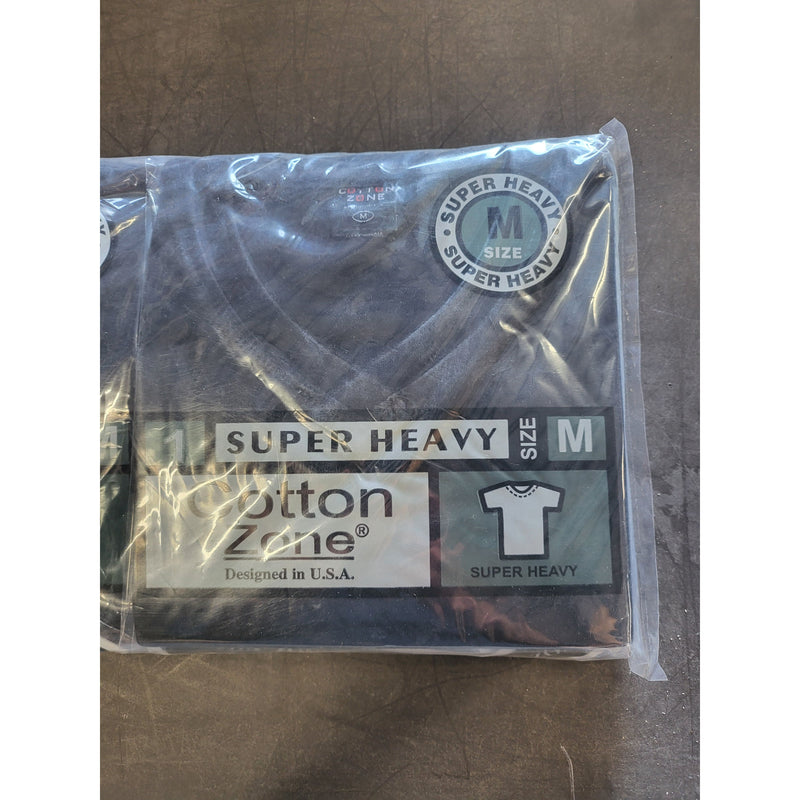 COTTON
ZONE
M
SUPER HEAVY
M
SIZE
SUPER HEAVY
1
SUPER HEAVY
SIZE
M
Cotton
Zone®
Designed in U.S.A.
SUPER HEAVY